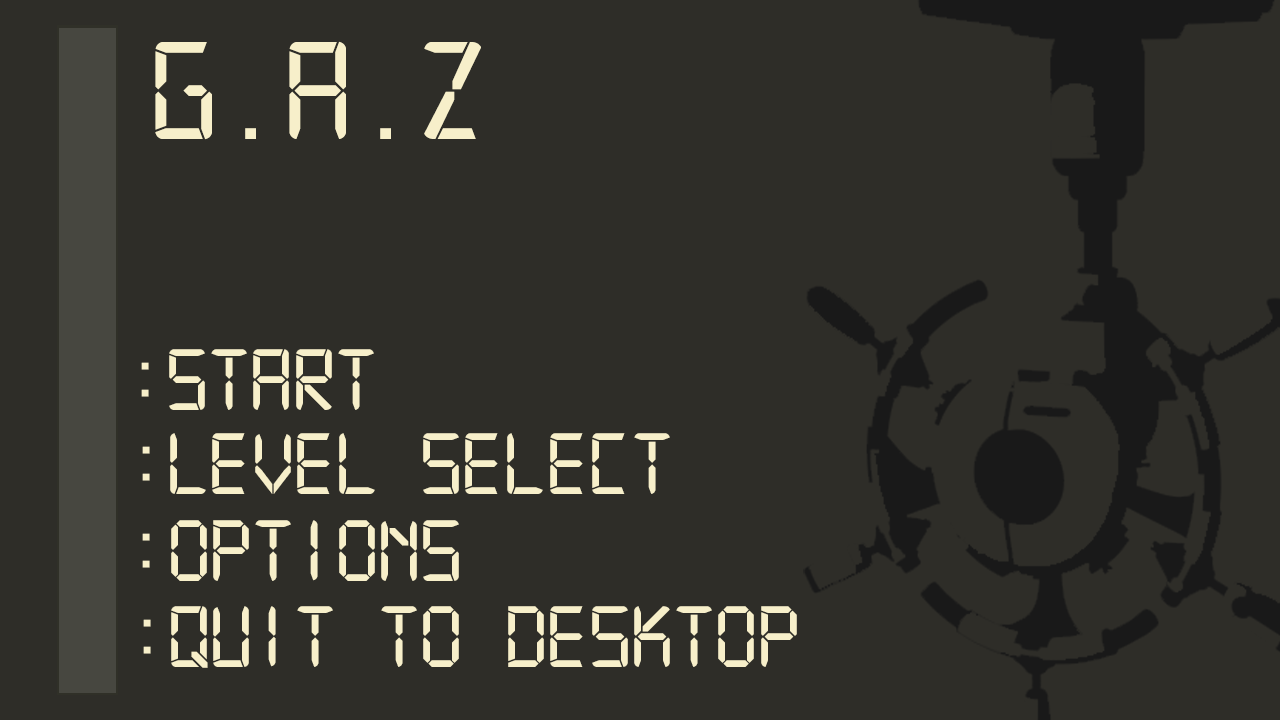 G.A.Z
:START
:LEVEL SELECT
:OPTIONS
:QUIT TO DESKTOP